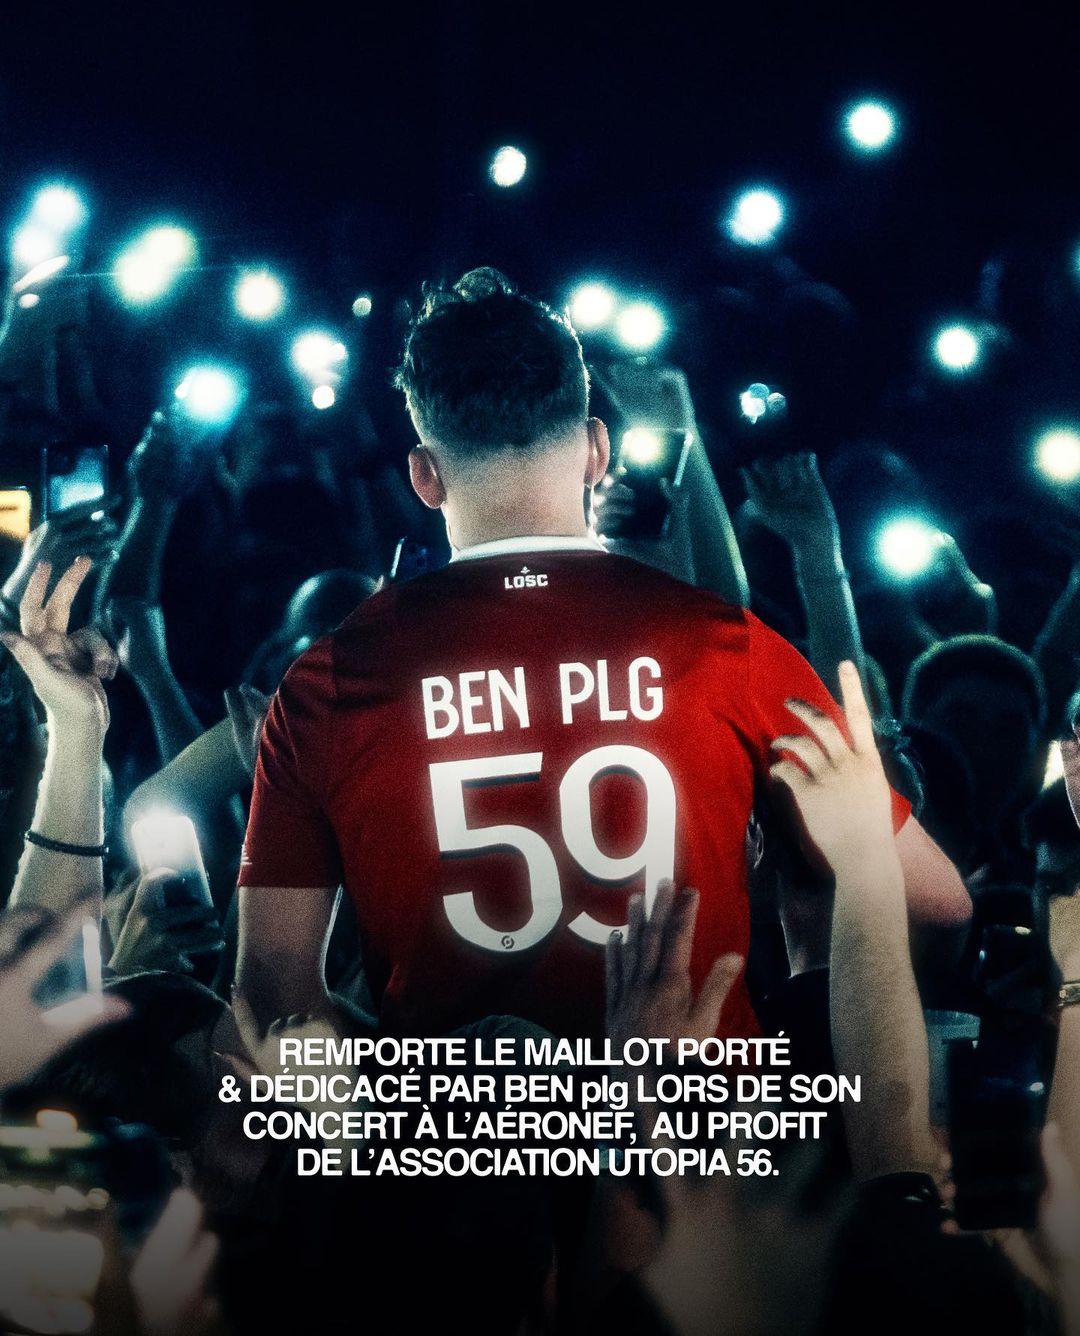 LOSC
BEN PLG
59
REMPORTE LE MAILLOT PORTÉ
& DÉDICACÉ PAR BEN plg LORS DE SON
CONCERT À L'AÉRONEF, AU PROFIT
DE L'ASSOCIATION UTOPIA 56.